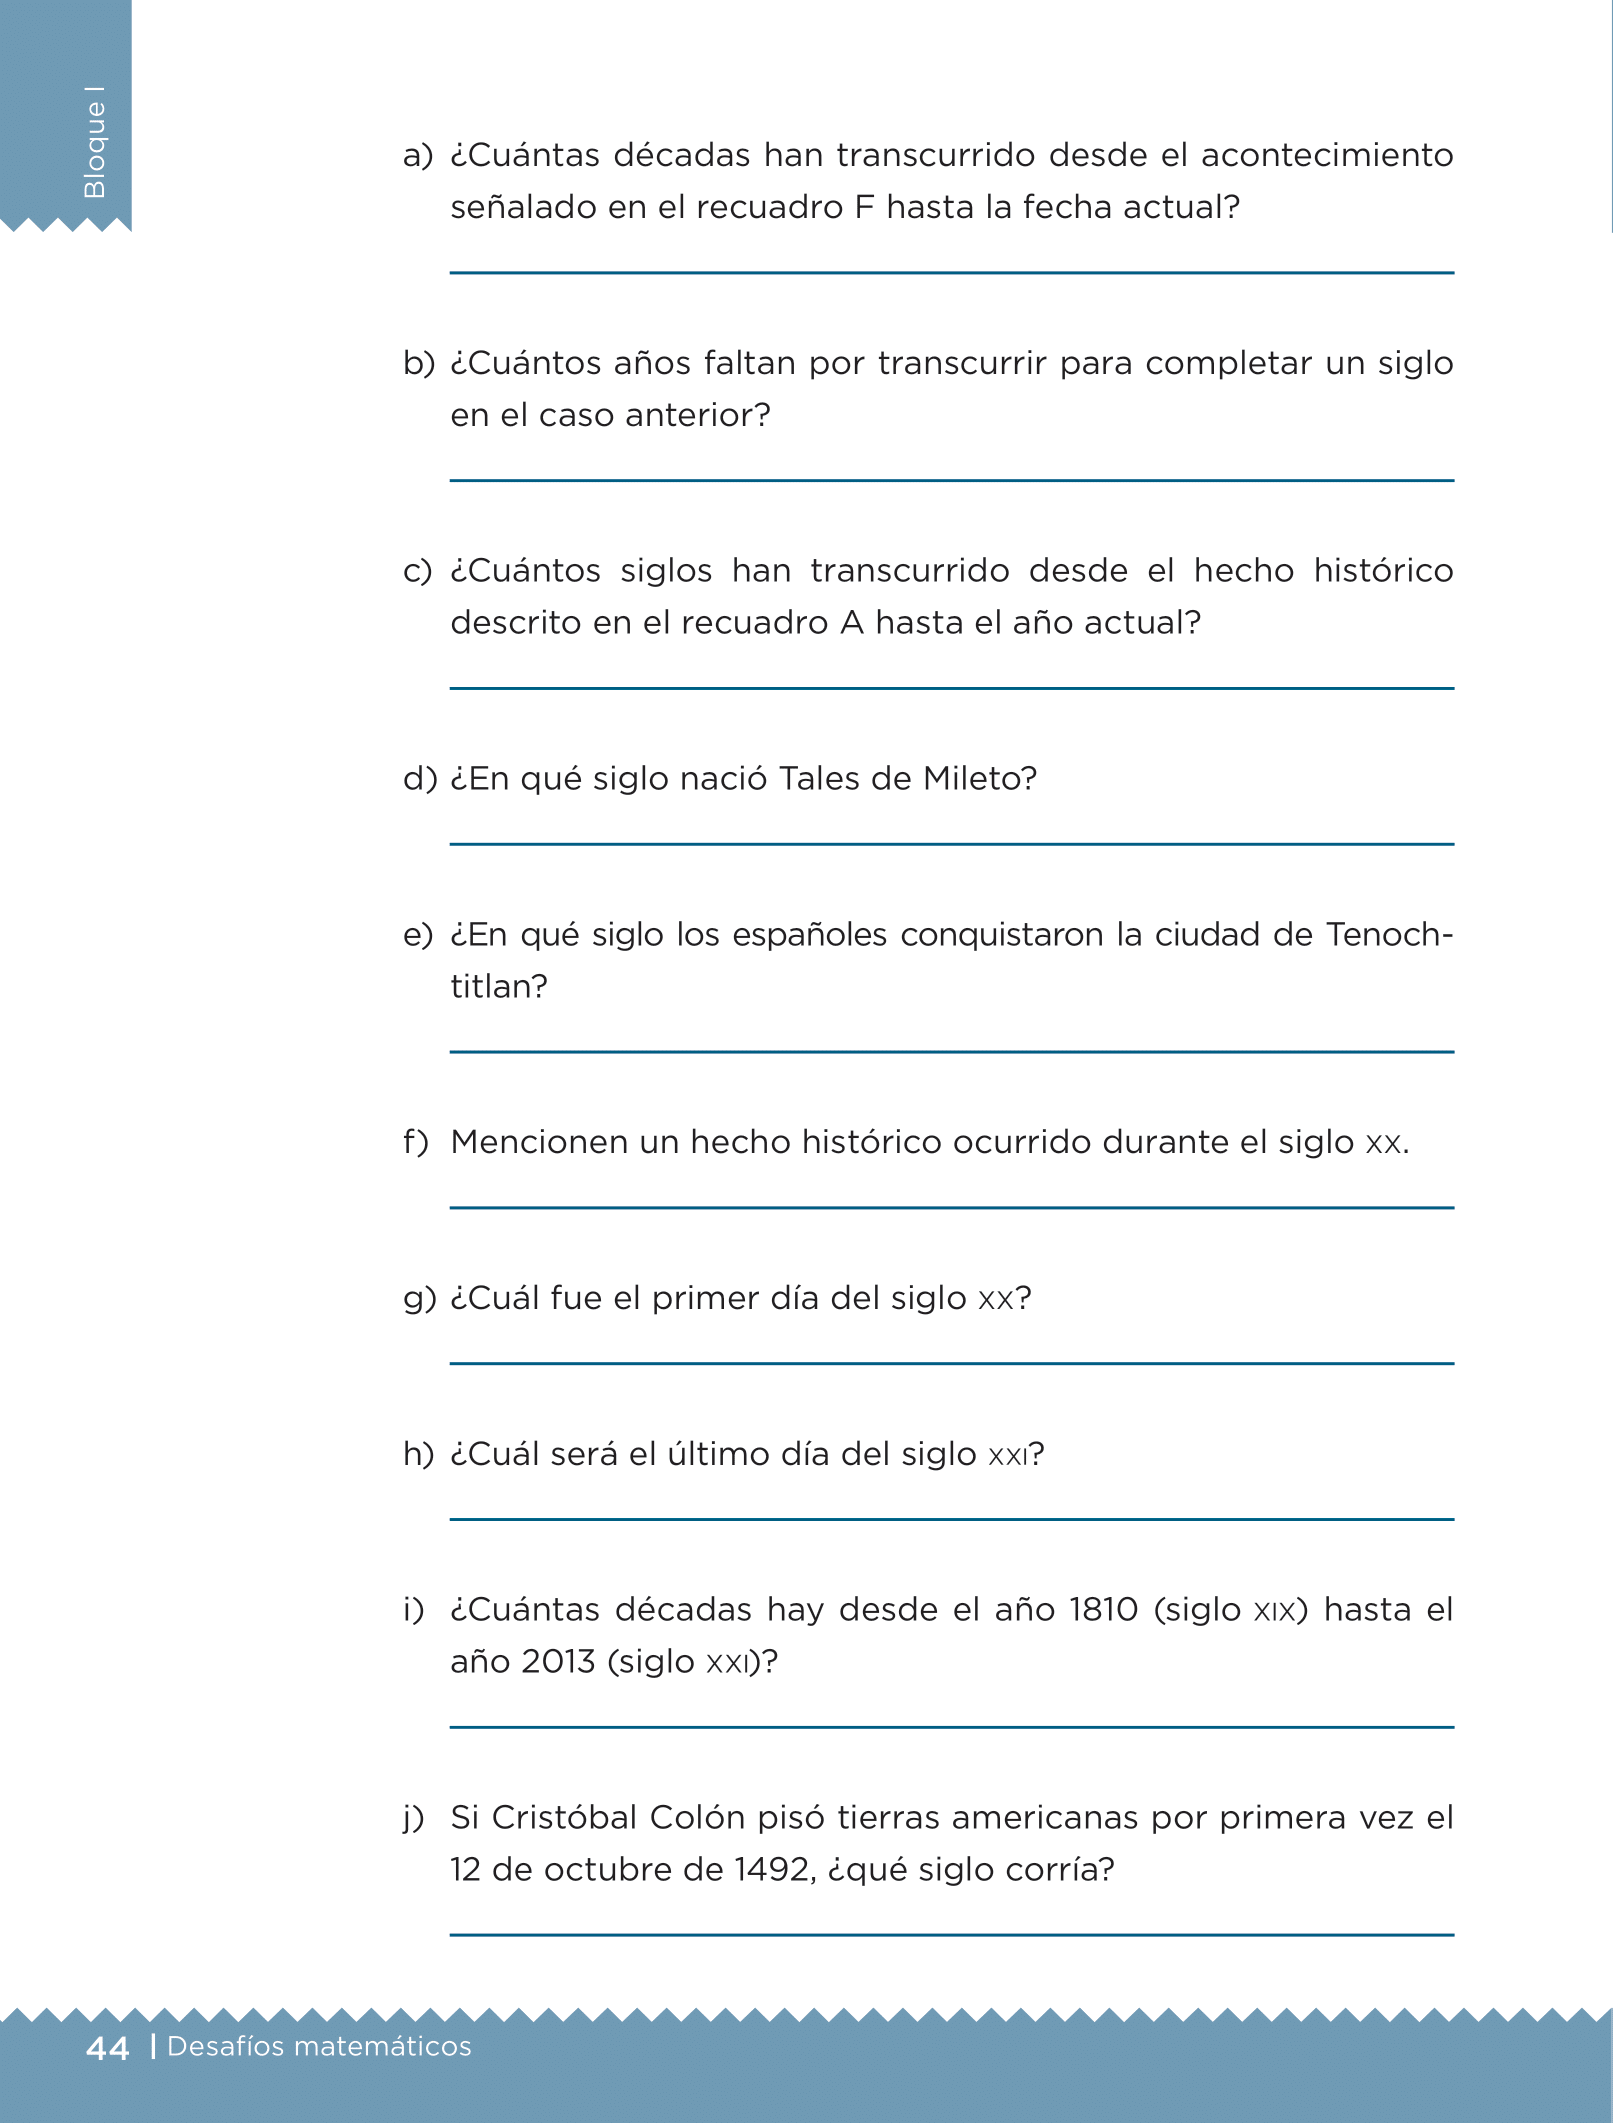 Bloque I
a) ¿Cuántas décadas han transcurrido desde el acontecimiento
señalado en el recuadro F hasta la fecha actual?
b) ¿Cuántos años faltan por transcurrir para completar un siglo
en el caso anterior?
c) ¿Cuántos siglos han transcurrido desde el hecho histórico
descrito en el recuadro A hasta el año actual?
d) ¿En qué siglo nació Tales de Mileto?
e) ¿En qué siglo los españoles conquistaron la ciudad de Tenoch-
titlan?
f) Mencionen un hecho histórico ocurrido durante el siglo XX.
g) ¿Cuál fue el primer día del siglo XX?
h) ¿Cuál será el último día del siglo XXI?
i) ¿Cuántas décadas hay desde el año 1810 (siglo XIX) hasta el
año 2013 (siglo XXI)?
j) Si Cristóbal Colón pisó tierras americanas por primera vez el
12 de octubre de 1492, ¿qué siglo corría?
44 | Desafíos matemáticos